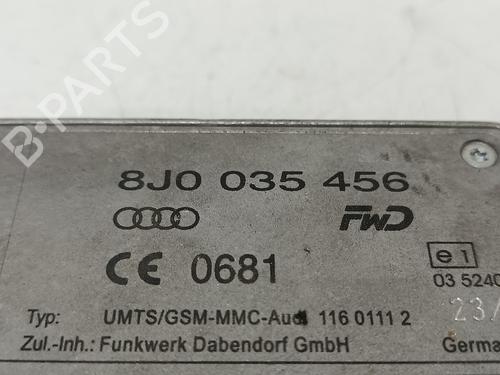 B-PARTS
8J0 035 456
FWD
CE 0681
e1
03 5240
Typ: UMTS/GSM-MMC-Audi 116 0111 2
23/
Zul.-Inh.: Funkwerk Dabendorf GmbH Germa